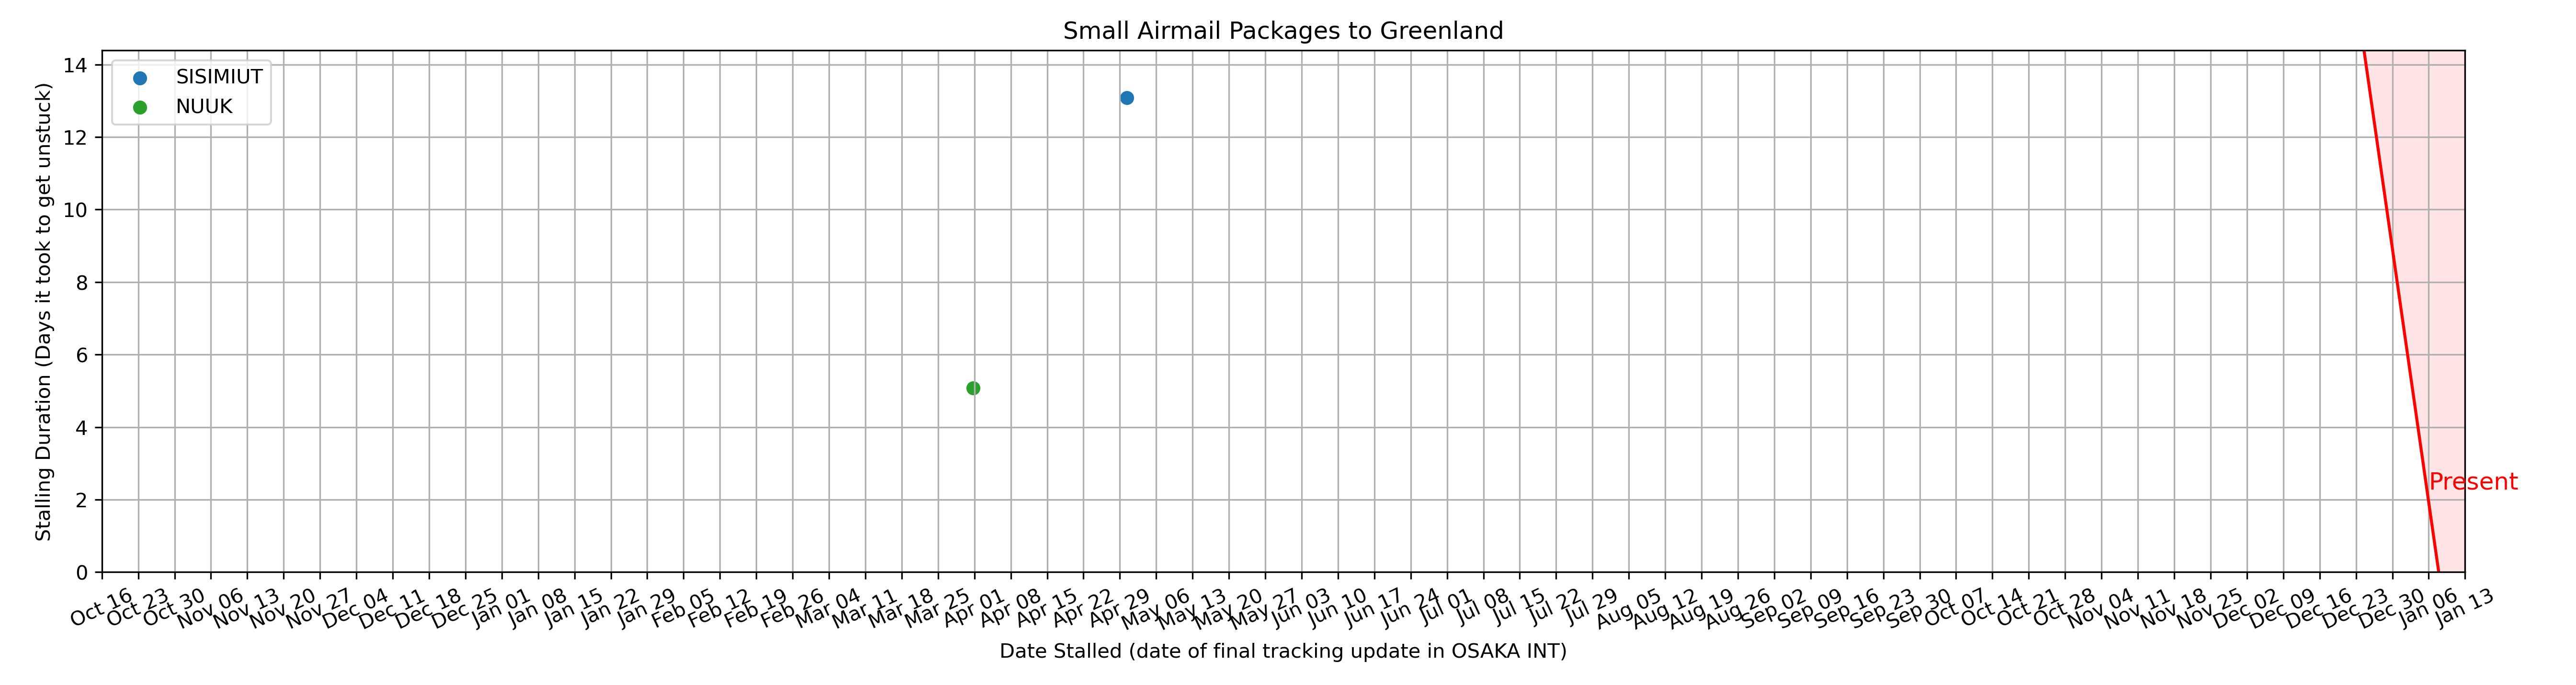 Small Airmail Packages to Greenland
SISIMIUT
NUUK
Stalling Duration (Days it took to get unstuck)
14
12
10
8
6
4
2
0
Present
Oct 16 Oct 23 Oct 30 Nov 06 Nov 13 Nov 20 Nov 27 Dec 04 Dec 11 Dec 18 Dec 25 Jan 01 Jan 08 Jan 15 Jan 22 Jan 29 Feb 05 Feb 12 Feb 19 Feb 26 Mar 04 Mar 11 Mar 18 Mar 25 Apr 01 Apr 08 Apr 15 Apr 22 Apr 29 May 06 May 13 May 20 May 27 Jun 03 Jun 10 Jun 17 Jun 24 Jul 01 Jul 08 Jul 15 Jul 22 Jul 29 Aug 05 Aug 12 Aug 19 Aug 26 Sep 02 Sep 09 Sep 16 Sep 23 Sep 30 Oct 07 Oct 14 Oct 21 Oct 28 Nov 04 Nov 11 Nov 18 Nov 25 Dec 02 Dec 09 Dec 16 Dec 23 Dec 30 Jan 06 Jan 13
Date Stalled (date of final tracking update in OSAKA INT)